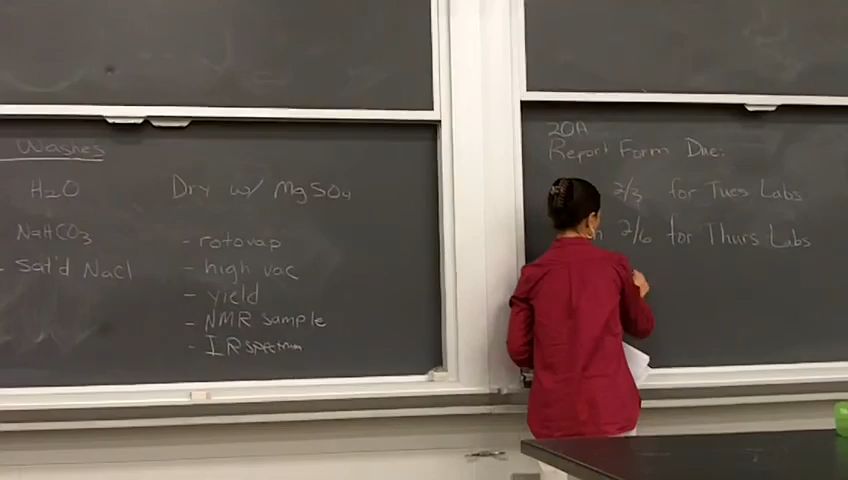 Washes
H2O
NaHCO3
- sat'd NaCl
Dry w/ MgSO4
- rotovap
- high vac
- yield
- NMR sample
- IR spectrum
20A
Report Form Due:
2/3 for Tues Labs
2/6 for Thurs Labs